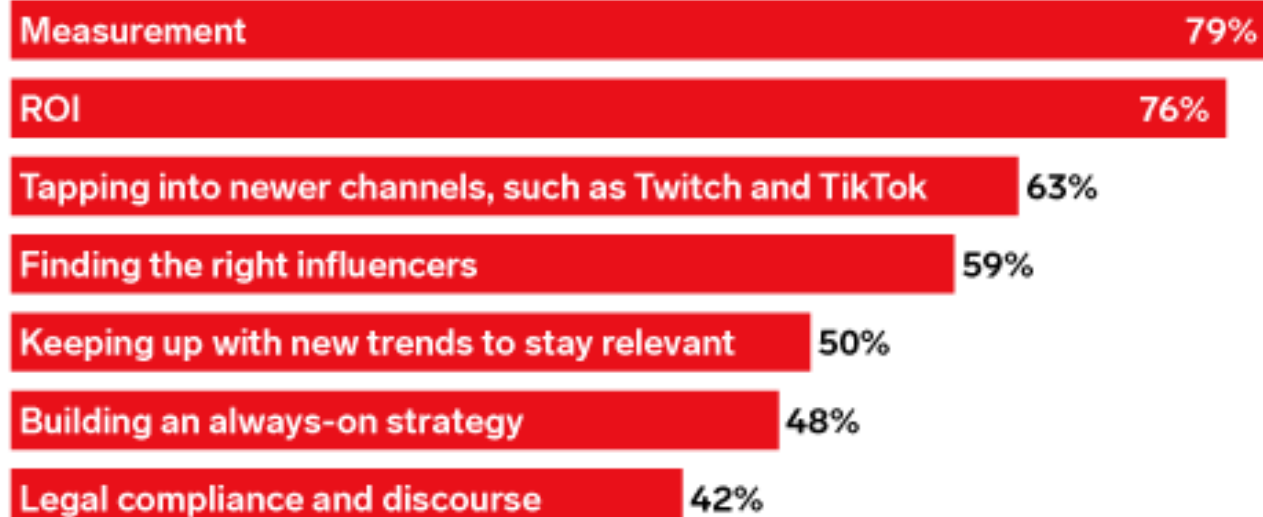 Measurement 79%
ROI 76%
Tapping into newer channels, such as Twitch and TikTok 63%
Finding the right influencers 59%
Keeping up with new trends to stay relevant 50%
Building an always-on strategy 48%
Legal compliance and discourse 42%